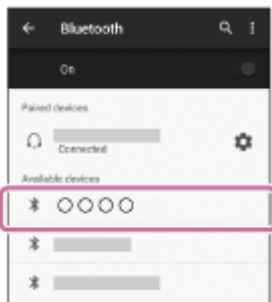 Bluetooth
On
Paired devices
Connected
Available devices
○○○○